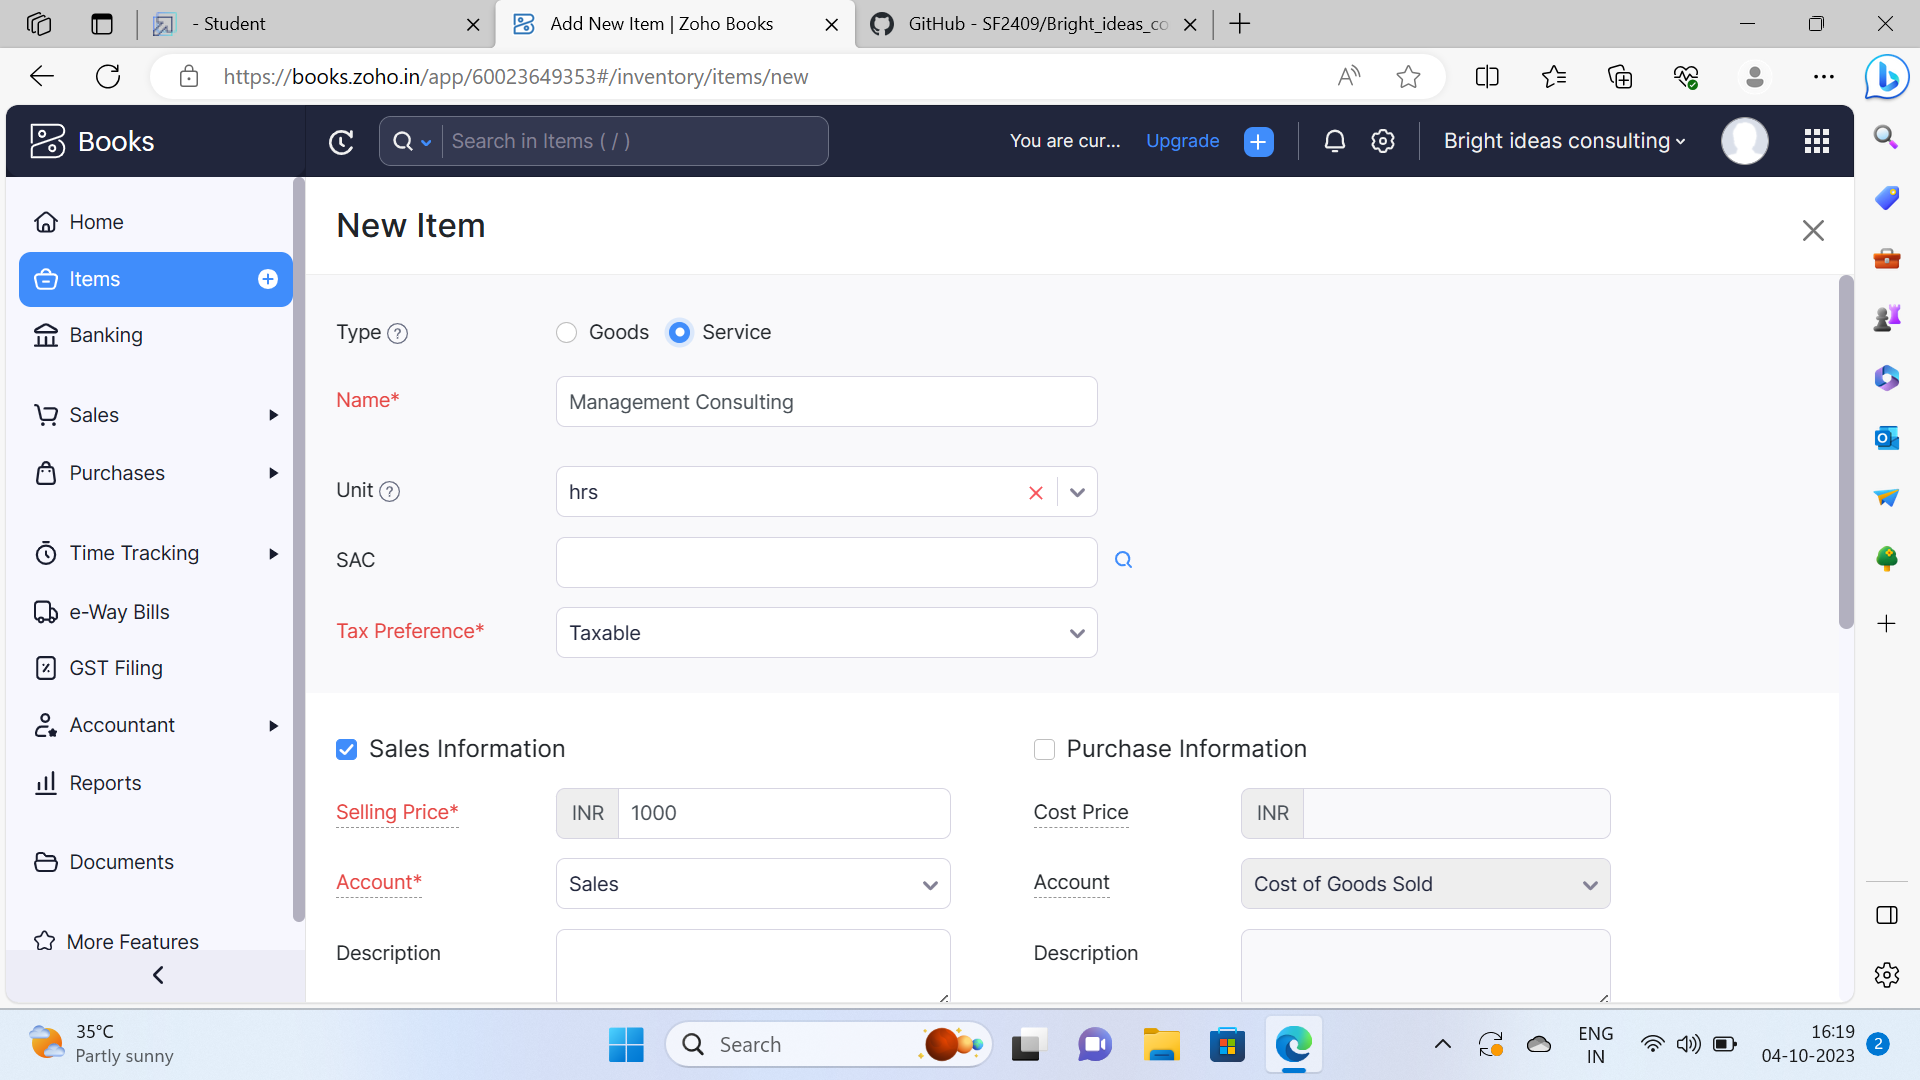 - Student
Add New Item | Zoho Books
GitHub - SF2409/Bright_ideas_co
https://books.zoho.in/app/60023649353#/inventory/items/new
Books
Search in Items ( / )
You are cur...
Upgrade
Bright ideas consulting
Home
Items
Banking
Sales
Purchases
Time Tracking
e-Way Bills
GST Filing
Accountant
Reports
Documents
More Features
New Item
Type
Goods
Service
Name*
Management Consulting
Unit
hrs
SAC
Tax Preference*
Taxable
Sales Information
Selling Price*
INR
1000
Account*
Sales
Description
Purchase Information
Cost Price
INR
Account
Cost of Goods Sold
Description
35°C
Partly sunny
Search
ENG
IN
16:19
04-10-2023
2